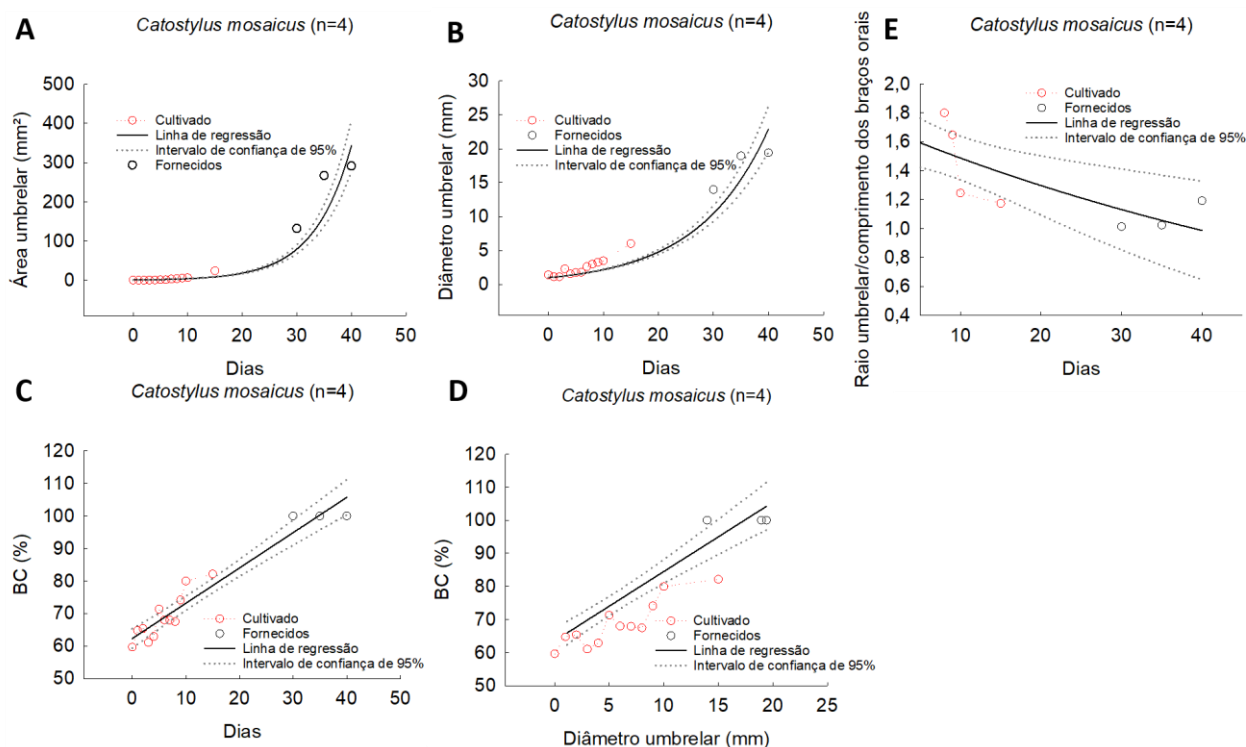 A
Catostylus mosaicus (n=4)
Área umbrelar (mm²)
500
400
300
200
100
0
Cultivado
Linha de regressão
Intervalo de confiança de 95%
Fornecidos
0 10 20 30 40 50
Dias
B
Catostylus mosaicus (n=4)
Diâmetro umbrelar (mm)
30
25
20
15
10
5
0
Cultivado
Fornecidos
Linha de regressão
Intervalo de confiança de 95%
0 10 20 30 40 50
Dias
E
Catostylus mosaicus (n=4)
Raio umbrelar/comprimento dos braços orais
2,0
1,8
1,6
1,4
1,2
1,0
0,8
0,6
0,4
Cultivado
Fornecidos
Linha de regressão
Intervalo de confiança de 95%
10 20 30 40
Dias
C
Catostylus mosaicus (n=4)
BC (%)
120
110
100
90
80
70
60
50
Cultivado
Fornecidos
Linha de regressão
Intervalo de confiança de 95%
0 10 20 30 40 50
Dias
D
Catostylus mosaicus (n=4)
BC (%)
120
110
100
90
80
70
60
50
Cultivado
Fornecidos
Linha de regressão
Intervalo de confiança de 95%
0 5 10 15 20 25
Diâmetro umbrelar (mm)